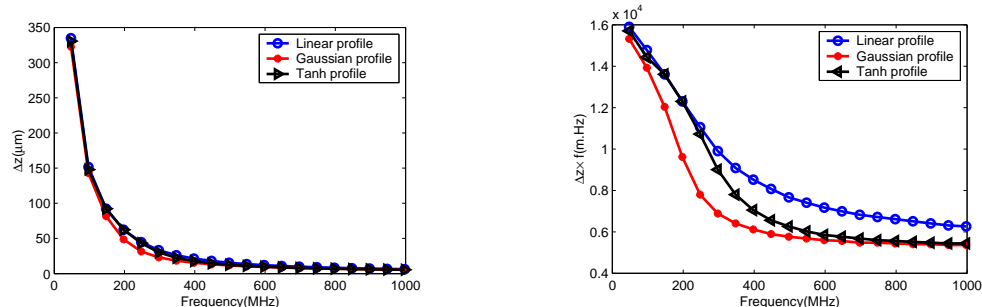 350
300
250
200
150
100
50
0
0
200
400
600
800
1000
Frequency(MHz)
Δz(μm)
Linear profile
Gaussian profile
Tanh profile
x 10⁴
1.6
1.4
1.2
1
0.8
0.6
0.4
0
200
400
600
800
1000
Frequency(MHz)
Δz× f(m.Hz)
Linear profile
Gaussian profile
Tanh profile